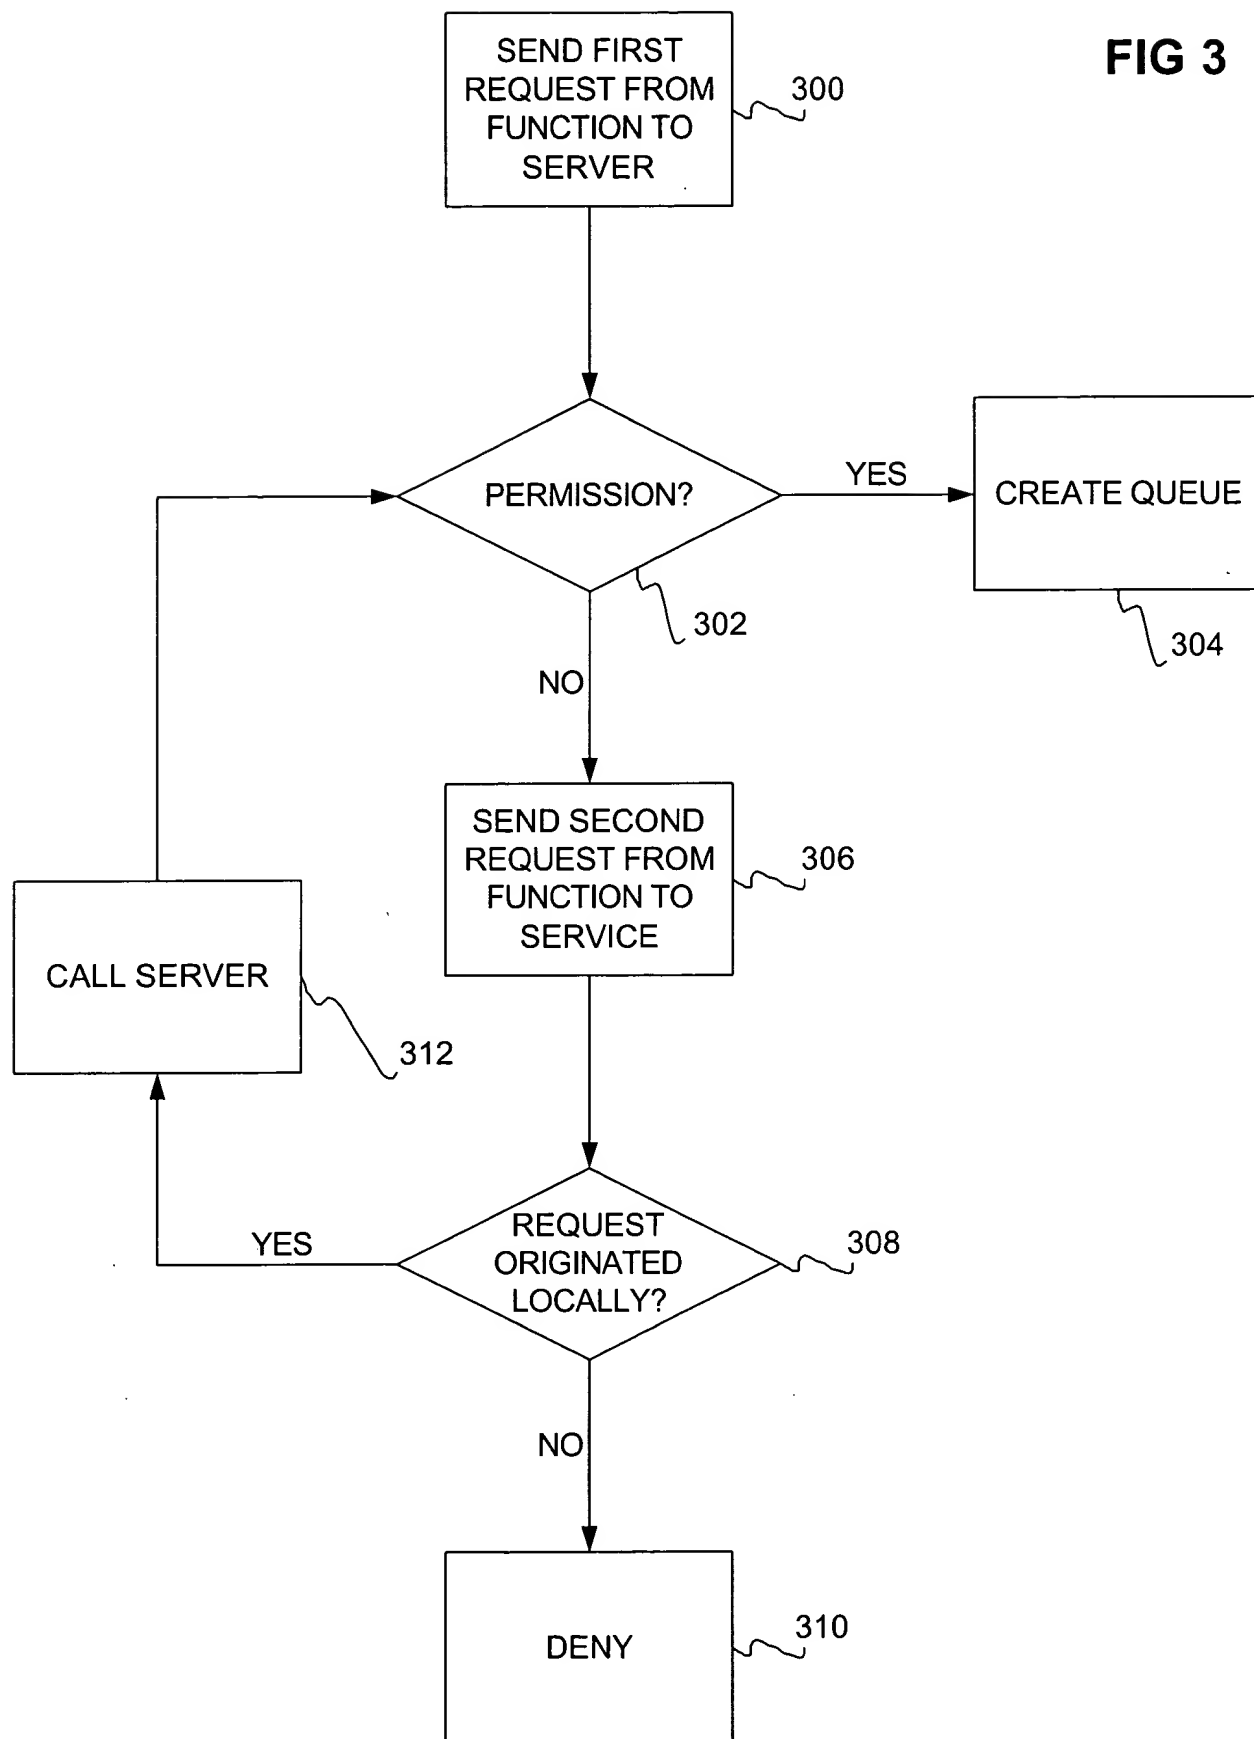 FIG 3
SEND FIRST
REQUEST FROM
FUNCTION TO
SERVER
300
PERMISSION?
302
YES
CREATE QUEUE
304
NO
SEND SECOND
REQUEST FROM
FUNCTION TO
SERVICE
306
CALL SERVER
312
REQUEST
ORIGINATED
LOCALLY?
308
YES
NO
DENY
310